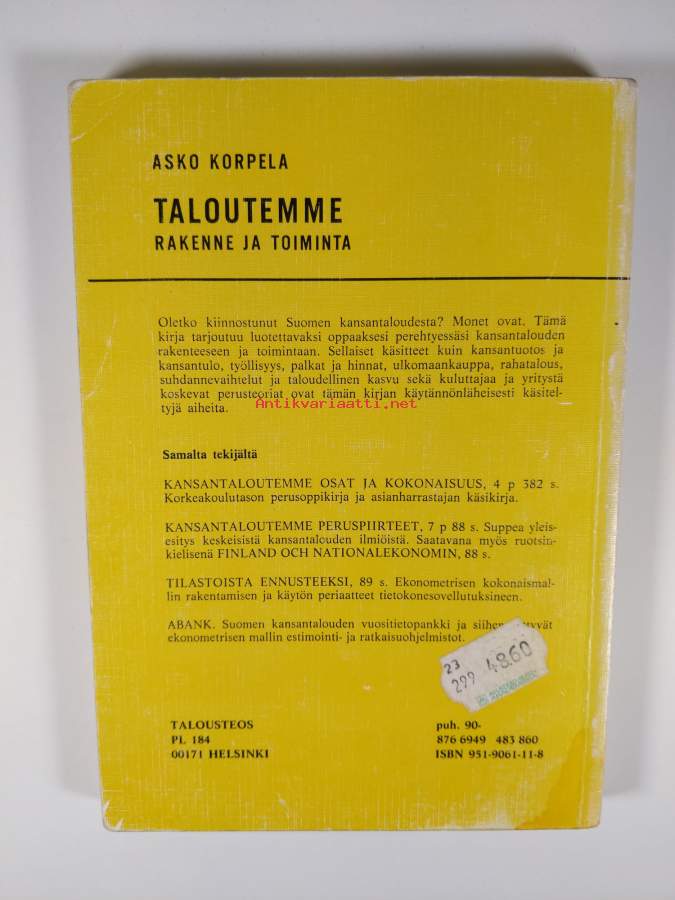 ASKO KORPELA
TALOUTEMME
RAKENNE JA TOIMINTA
Oletko kiinnostunut Suomen kansantaloudesta? Monet ovat. Tämä
kirja tarjoutuu luotettavaksi oppaaksesi perehtyessäsi kansantalouden
rakenteeseen ja toimintaan. Sellaiset käsitteet kuin kansantuotos ja
kansantulo, työllisyys, palkat ja hinnat, ulkomaankauppa, rahatalous,
suhdannevaihtelut ja taloudellinen kasvu sekä kuluttajaa ja yritystä
koskevat perusteoriat ovat tämän kirjan käytännönläheisesti käsitel-
tyjä aiheita.
Antikvariaatti.net
Samalta tekijältä
KANSANTALOUTEMME OSAT JA KOKONAISUUS, 4 p 382 s.
Korkeakoulutason perusoppikirja ja asianharrastajan käsikirja.
KANSANTALOUTEMME PERUSPIIRTEET, 7 p 88 s. Suppea yleis-
esitys keskeisistä kansantalouden ilmiöistä. Saatavana myös ruotsin-
kielisenä FINLAND OCH NATIONALEKONOMIN, 88 s.
TILASTOISTA ENNUSTEEKSI, 89 s. Ekonometrisen kokonaismal-
lin rakentamisen ja käytön periaatteet tietokonesovellutuksineen.
ABANK. Suomen kansantalouden vuositietopankki ja siihen
ekonometrisen mallin estimointi- ja ratkaisuohjelmistot.
23
299 48.60
TALOUSTEOS
PL 184
00171 HELSINKI
puh. 90-
876 6949 483 860
ISBN 951-9061-11-8